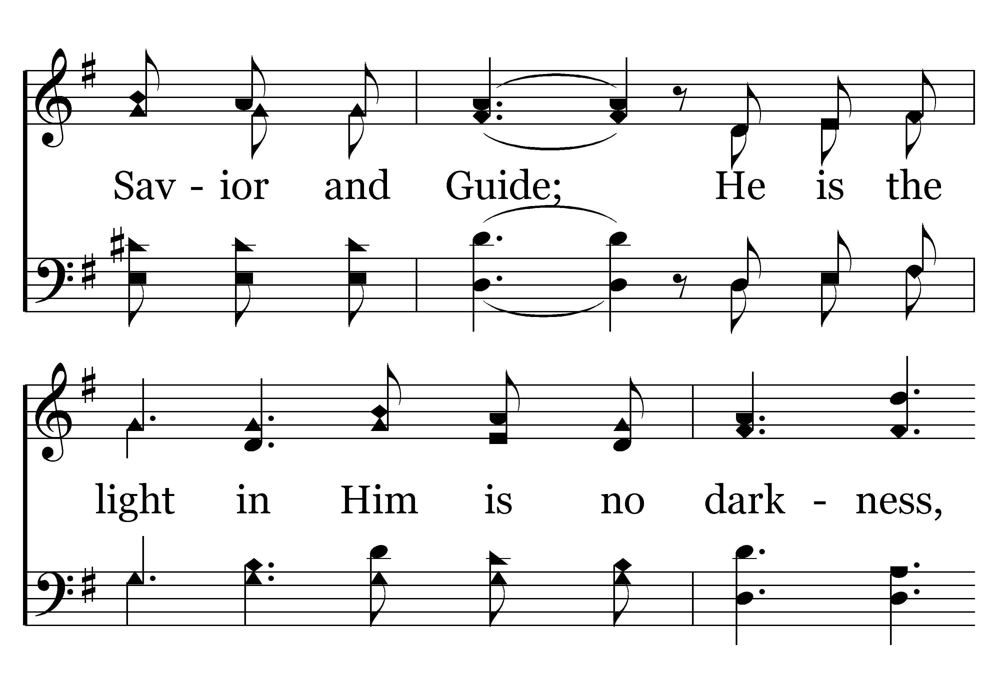 Sav - ior and Guide; He is the
light in Him is no dark - ness,